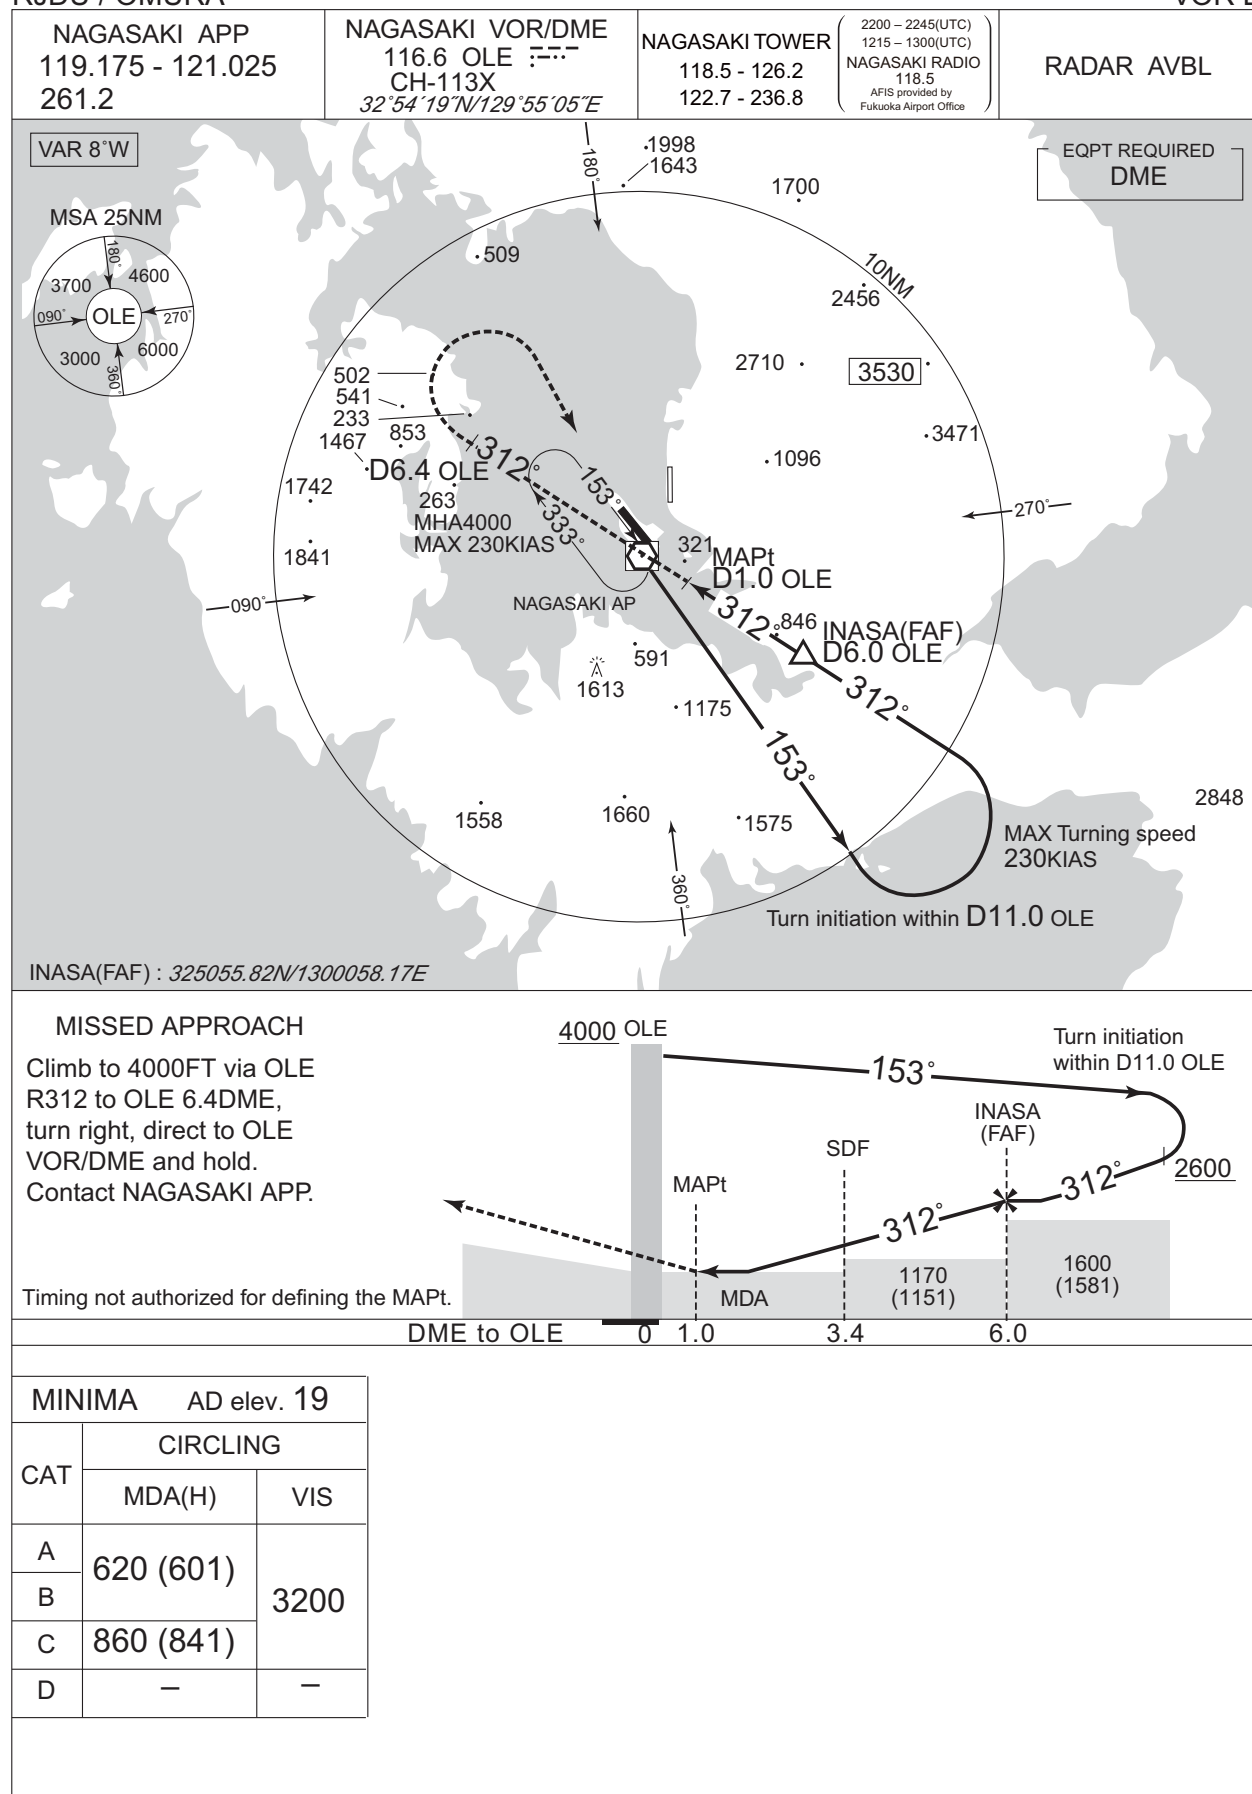 NAGASAKI APP
119.175 - 121.025
261.2
NAGASAKI VOR/DME
116.6 OLE
CH-113X
32°54´19˝N/129°55´05˝E
NAGASAKI TOWER
118.5 - 126.2
122.7 - 236.8
2200 – 2245(UTC)
1215 – 1300(UTC)
NAGASAKI RADIO
118.5
AFIS provided by
Fukuoka Airport Office
RADAR AVBL
VAR 8°W
EQPT REQUIRED
DME
MSA 25NM
180°
3700
4600
090°
OLE
270°
3000
6000
360°
180°
1998
1643
1700
509
10NM
2456
2710
3530
502
541
233
853
1467
3471
312°
1096
D6.4 OLE
153°
1742
263
333°
MHA4000
MAX 230KIAS
270°
1841
321
MAPt
D1.0 OLE
090°
NAGASAKI AP
312°
846
INASA(FAF)
D6.0 OLE
591
1613
312°
1175
153°
1558
1660
1575
2848
MAX Turning speed
230KIAS
360°
Turn initiation within D11.0 OLE
INASA(FAF) : 325055.82N/1300058.17E
MISSED APPROACH
Climb to 4000FT via OLE
R312 to OLE 6.4DME,
turn right, direct to OLE
VOR/DME and hold.
Contact NAGASAKI APP.
4000 OLE
Turn initiation
within D11.0 OLE
153°
INASA
(FAF)
SDF
2600
MAPt
312°
312°
1600
(1581)
1170
(1151)
MDA
Timing not authorized for defining the MAPt.
DME to OLE 0 1.0 3.4 6.0
MINIMA AD elev. 19
CAT
CIRCLING
MDA(H) VIS
A
620 (601)
B
3200
C 860 (841)
D – –